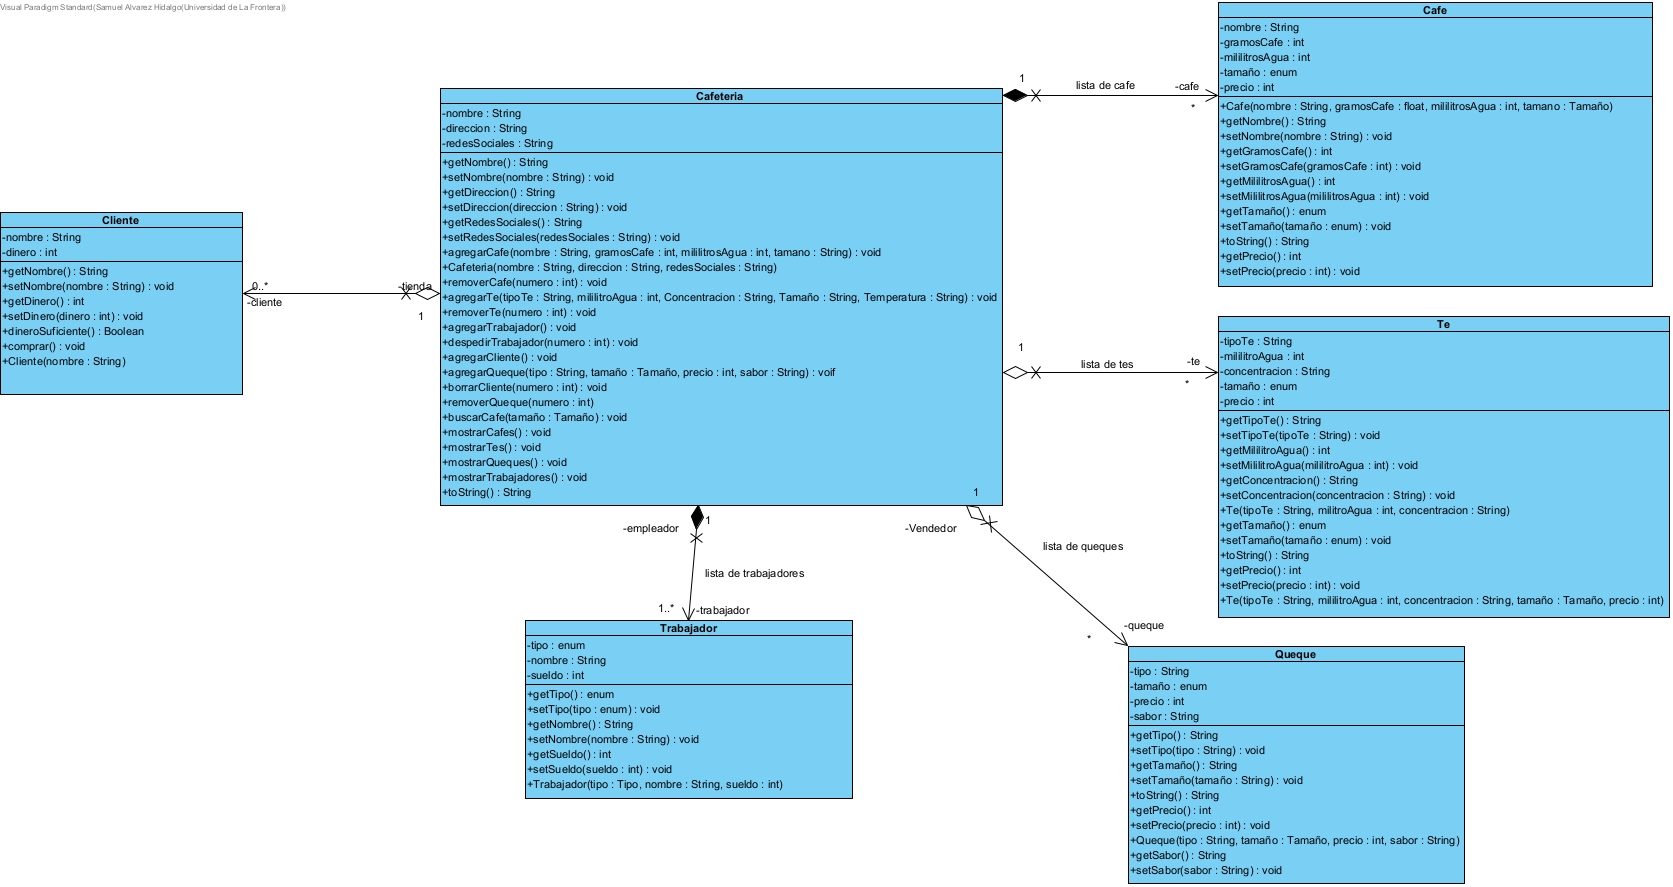 Visual Paradigm Standard(Samuel Alvarez Hidalgo(Universidad de La Frontera))
Cliente
-nombre : String
-dinero : int
+getNombre() : String
+setNombre(nombre : String) : void
+getDinero() : int
+setDinero(dinero : int) : void
+dineroSuficiente() : Boolean
+comprar() : void
+Cliente(nombre : String)
0..*
-cliente
-tienda
1
Cafeteria
-nombre : String
-direccion : String
-redesSociales : String
+getNombre() : String
+setNombre(nombre : String) : void
+getDireccion() : String
+setDireccion(direccion : String) : void
+getRedesSociales() : String
+setRedesSociales(redesSociales : String) : void
+agregarCafe(nombre : String, gramosCafe : int, mililitrosAgua : int, tamano : String) : void
+Cafeteria(nombre : String, direccion : String, redesSociales : String)
+removerCafe(numero : int) : void
+agregarTe(tipoTe : String, mililitroAgua : int, Concentracion : String, Tamaño : String, Temperatura : String) : void
+removerTe(numero : int) : void
+agregarTrabajador() : void
+despedirTrabajador(numero : int) : void
+agregarCliente() : void
+agregarQueque(tipo : String, tamaño : Tamaño, precio : int, sabor : String) : voif
+borrarCliente(numero : int) : void
+removerQueque(numero : int)
+buscarCafe(tamaño : Tamaño) : void
+mostrarCafes() : void
+mostrarTes() : void
+mostrarQueques() : void
+mostrarTrabajadores() : void
+toString() : String
1
lista de cafe
-cafe
*
Cafe
-nombre : String
-gramosCafe : int
-mililitrosAgua : int
-tamaño : enum
-precio : int
+Cafe(nombre : String, gramosCafe : float, mililitrosAgua : int, tamano : Tamaño)
+getNombre() : String
+setNombre(nombre : String) : void
+getGramosCafe() : int
+setGramosCafe(gramosCafe : int) : void
+getMililitrosAgua() : int
+setMililitrosAgua(mililitrosAgua : int) : void
+getTamaño() : enum
+setTamaño(tamaño : enum) : void
+toString() : String
+getPrecio() : int
+setPrecio(precio : int) : void
1
lista de tes
-te
*
Te
-tipoTe : String
-mililitroAgua : int
-concentracion : String
-tamaño : enum
-precio : int
+getTipoTe() : String
+setTipoTe(tipoTe : String) : void
+getMililitroAgua() : int
+setMililitroAgua(mililitroAgua : int) : void
+getConcentracion() : String
+setConcentracion(concentracion : String) : void
+Te(tipoTe : String, militroAgua : int, concentracion : String)
+getTamaño() : enum
+setTamaño(tamaño : enum) : void
+toString() : String
+getPrecio() : int
+setPrecio(precio : int) : void
+Te(tipoTe : String, mililitroAgua : int, concentracion : String, tamaño : Tamaño, precio : int)
-empleador
1
lista de trabajadores
1..*
-trabajador
Trabajador
-tipo : enum
-nombre : String
-sueldo : int
+getTipo() : enum
+setTipo(tipo : enum) : void
+getNombre() : String
+setNombre(nombre : String) : void
+getSueldo() : int
+setSueldo(sueldo : int) : void
+Trabajador(tipo : Tipo, nombre : String, sueldo : int)
1
-Vendedor
lista de queques
-queque
*
Queque
-tipo : String
-tamaño : enum
-precio : int
-sabor : String
+getTipo() : String
+setTipo(tipo : String) : void
+getTamaño() : String
+setTamaño(tamaño : String) : void
+toString() : String
+getPrecio() : int
+setPrecio(precio : int) : void
+Queque(tipo : String, tamaño : Tamaño, precio : int, sabor : String)
+getSabor() : String
+setSabor(sabor : String) : void